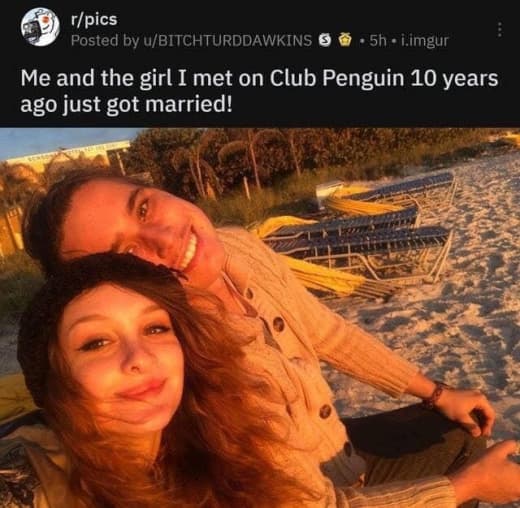 r/pics
Posted by u/BITCHTURDDAWKINS S • 5h • i.imgur
Me and the girl I met on Club Penguin 10 years
ago just got married!